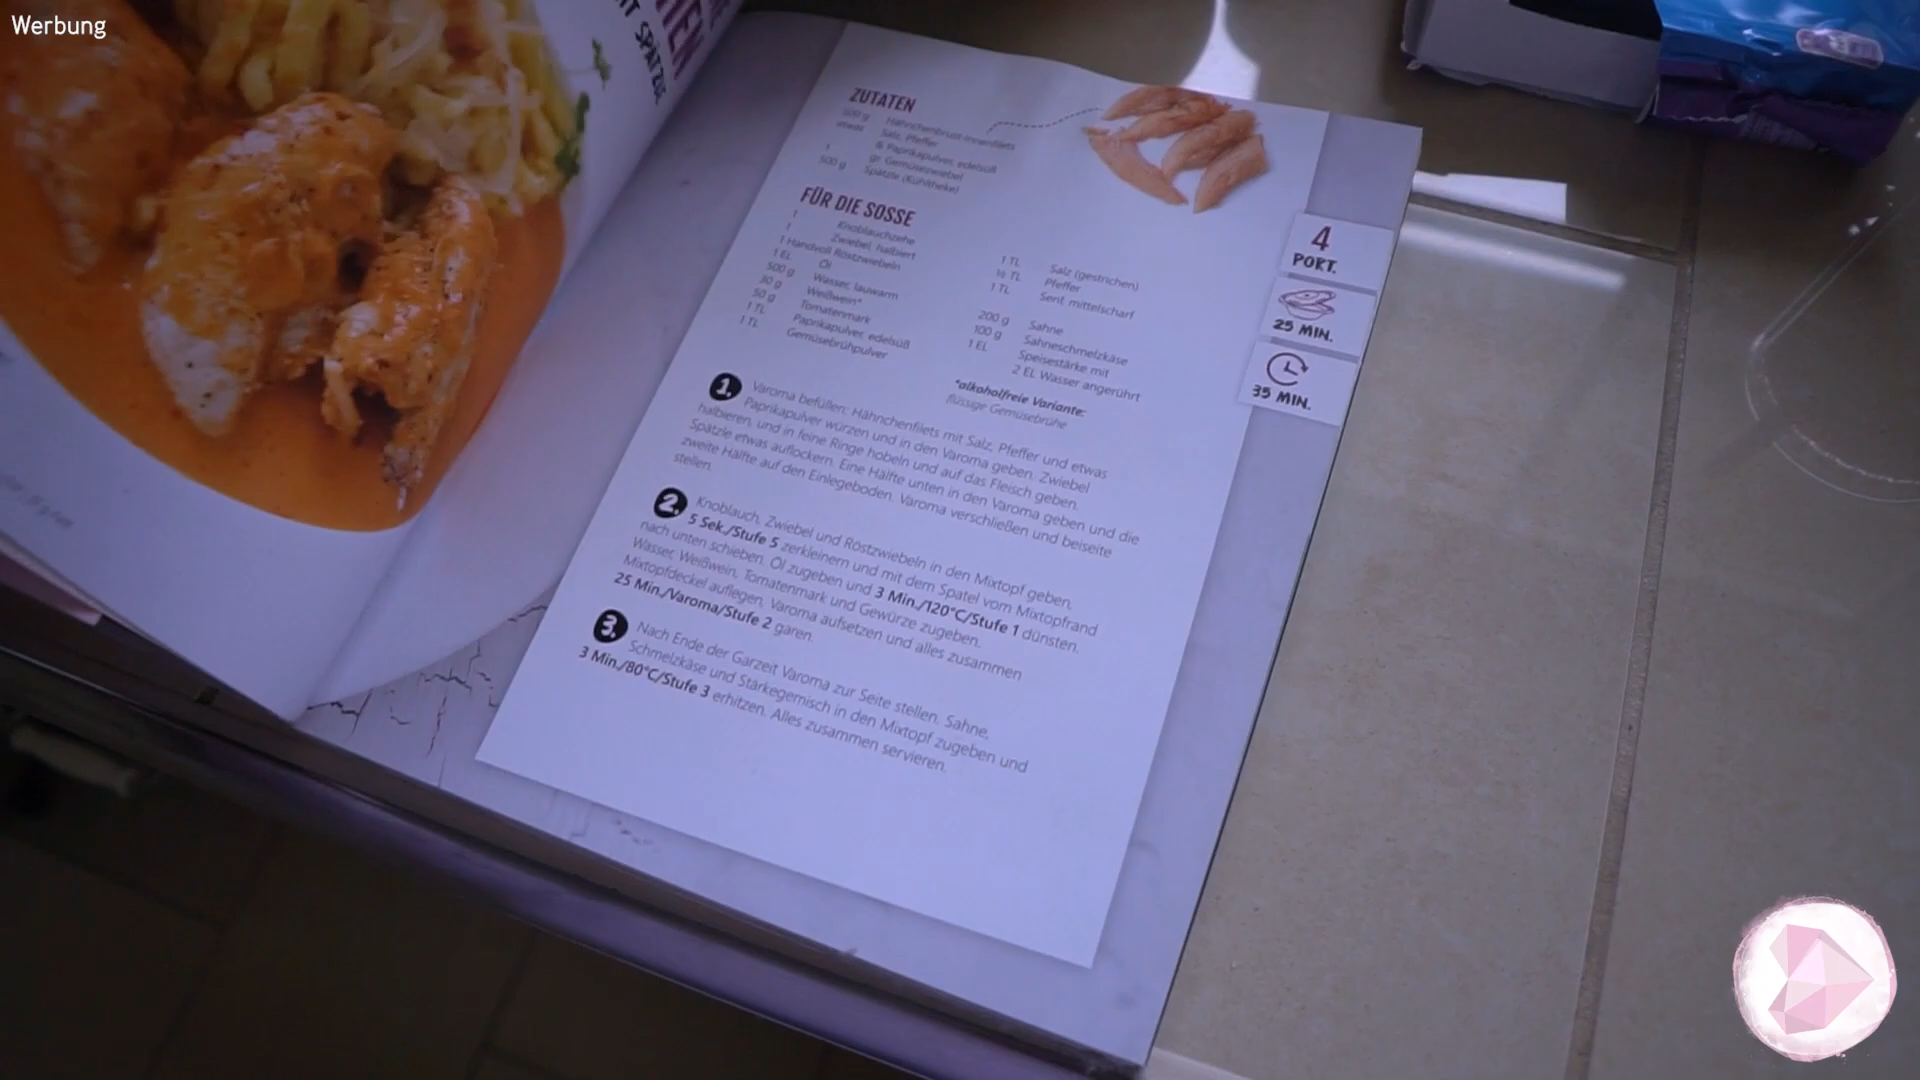 Werbung
MIT SPÄTZLE
ZUTATEN
600 g Hähnchenbrust-Innenfilets
etwas Salz, Pfeffer
& Paprikapulver, edelsüß
1 gr. Gemüsezwiebel
500 g Spätzle (Kühltheke)
FÜR DIE SOSSE
1 Knoblauchzehe
1 Zwiebel, halbiert
1 Handvoll Röstzwiebeln
1 EL Öl
500 g Wasser, lauwarm
30 g Weißwein*
50 g Tomatenmark
1 TL Paprikapulver, edelsüß
1 TL Gemüsebrühpulver
1 TL Salz (gestrichen)
½ TL Pfeffer
1 TL Senf, mittelscharf
200 g Sahne
100 g Sahneschmelzkäse
1 EL Speisestärke mit
2 EL Wasser angerührt
*alkoholfreie Variante:
flüssige Gemüsebrühe
4
PORT.
25 MIN.
35 MIN.
1. Varoma befüllen: Hähnchenfilets mit Salz, Pfeffer und etwas
Paprikapulver würzen und in den Varoma geben. Zwiebel
halbieren, und in feine Ringe hobeln und auf das Fleisch geben.
Spätzle etwas auflockern. Eine Hälfte unten in den Varoma geben und die
zweite Hälfte auf den Einlegeboden. Varoma verschließen und beiseite
stellen.
2. Knoblauch, Zwiebel und Röstzwiebeln in den Mixtopf geben,
5 Sek./Stufe 5 zerkleinern und mit dem Spatel vom Mixtopfrand
nach unten schieben. Öl zugeben und 3 Min./120°C/Stufe 1 dünsten.
Wasser, Weißwein, Tomatenmark und Gewürze zugeben.
Mixtopfdeckel auflegen, Varoma aufsetzen und alles zusammen
25 Min./Varoma/Stufe 2 garen.
3. Nach Ende der Garzeit Varoma zur Seite stellen. Sahne,
Schmelzkäse und Stärkegemisch in den Mixtopf zugeben und
3 Min./80°C/Stufe 3 erhitzen. Alles zusammen servieren.